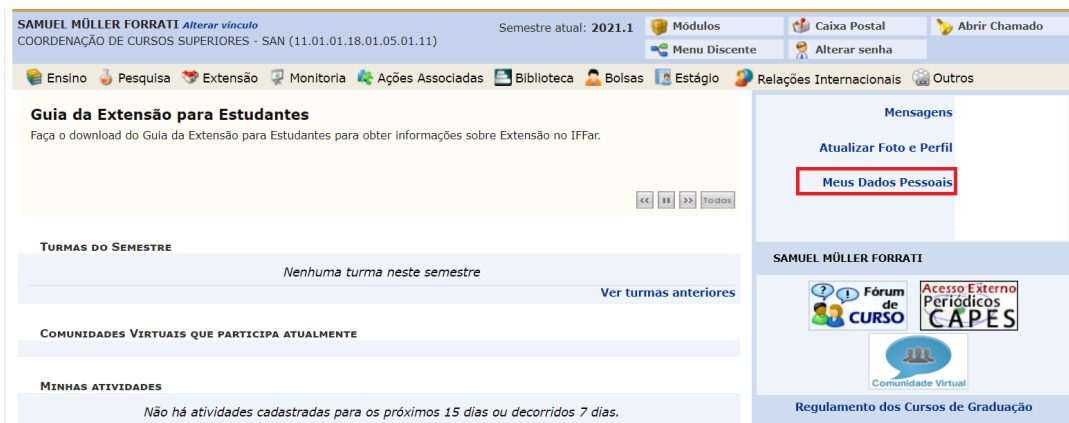 SAMUEL MÜLLER FORRATI Alterar vínculo
Semestre atual: 2021.1
Módulos
Caixa Postal
Abrir Chamado
COORDENAÇÃO DE CURSOS SUPERIORES - SAN (11.01.01.18.01.05.01.11)
Menu Discente
Alterar senha
Ensino Pesquisa Extensão Monitoria Ações Associadas Biblioteca Bolsas Estágio Relações Internacionais Outros
Guia da Extensão para Estudantes
Faça o download do Guia da Extensão para Estudantes para obter informações sobre Extensão no IFFar.
<< >> Todas
TURMAS DO SEMESTRE
Nenhuma turma neste semestre
Ver turmas anteriores
COMUNIDADES VIRTUAIS QUE PARTICIPA ATUALMENTE
MINHAS ATIVIDADES
Não há atividades cadastradas para os próximos 15 dias ou decorridos 7 dias.
Mensagens
Atualizar Foto e Perfil
Meus Dados Pessoais
SAMUEL MÜLLER FORRATI
Fórum
de
CURSO
Acesso Externo
Periódicos
CAPES
Comunidade Virtual
Regulamento dos Cursos de Graduação